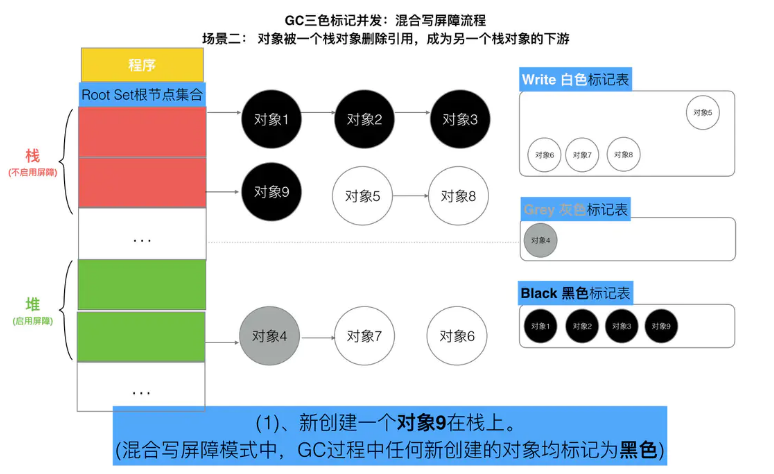 GC三色标记并发：混合写屏障流程
场景二： 对象被一个栈对象删除引用，成为另一个栈对象的下游
程序
Root Set根节点集合
栈
(不启用屏障)
...
堆
(启用屏障)
...
对象1
对象2
对象3
对象9
对象5
对象8
对象4
对象7
对象6
Write 白色标记表
对象5
对象6
对象7
对象8
Grey 灰色标记表
对象4
Black 黑色标记表
对象1
对象2
对象3
对象9
(1)、新创建一个对象9在栈上。
(混合写屏障模式中，GC过程中任何新创建的对象均标记为黑色)